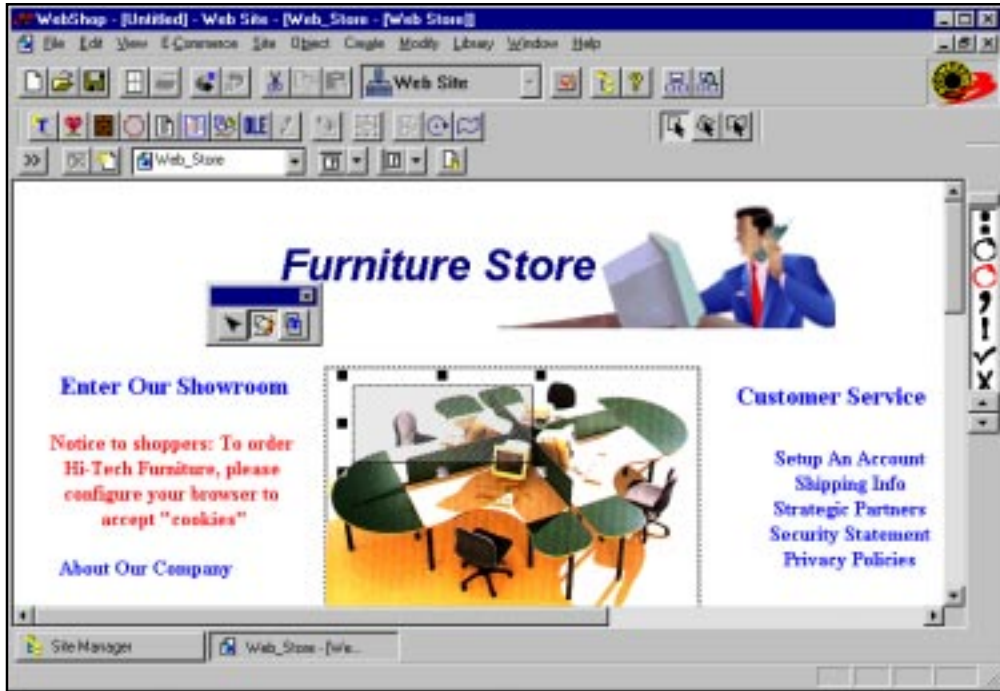 WebShop - [Untitled] - Web Site - [Web_Store - [Web Store]]
File Edit View E-Commerce Site Object Create Modify Library Window Help
Web Site
T OLE
Web_Store
Furniture Store
Enter Our Showroom
Notice to shoppers: To order
Hi-Tech Furniture, please
configure your browser to
accept "cookies"
About Our Company
Customer Service
Setup An Account
Shipping Info
Strategic Partners
Security Statement
Privacy Policies
Site Manager
Web_Store - [We...